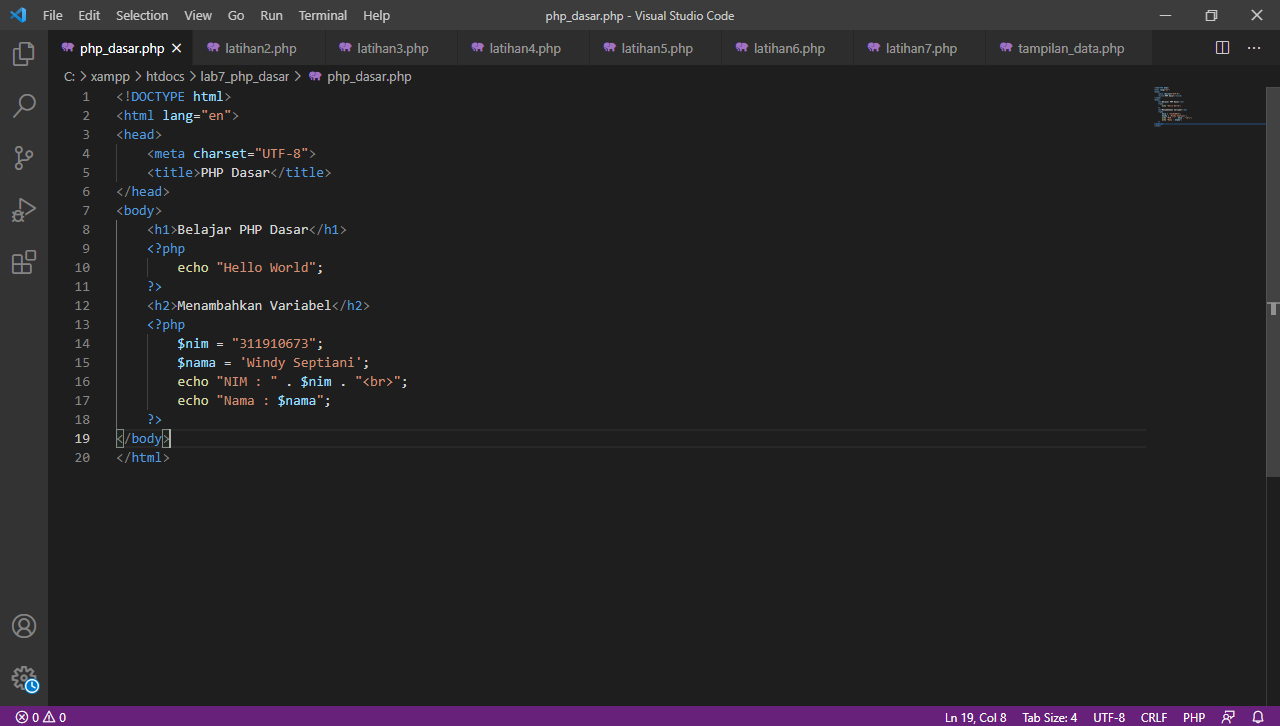 File Edit Selection View Go Run Terminal Help php_dasar.php - Visual Studio Code
php_dasar.php latihan2.php latihan3.php latihan4.php latihan5.php latihan6.php latihan7.php tampilan_data.php
C: > xampp > htdocs > lab7_php_dasar > php_dasar.php
1 <!DOCTYPE html>
2 <html lang="en">
3 <head>
4     <meta charset="UTF-8">
5     <title>PHP Dasar</title>
6 </head>
7 <body>
8     <h1>Belajar PHP Dasar</h1>
9     <?php
10         echo "Hello World";
11     ?>
12     <h2>Menambahkan Variabel</h2>
13     <?php
14         $nim = "311910673";
15         $nama = 'Windy Septiani';
16         echo "NIM : " . $nim . "<br>";
17         echo "Nama : $nama";
18     ?>
19 </body>
20 </html>
0 0 Ln 19, Col 8 Tab Size: 4 UTF-8 CRLF PHP